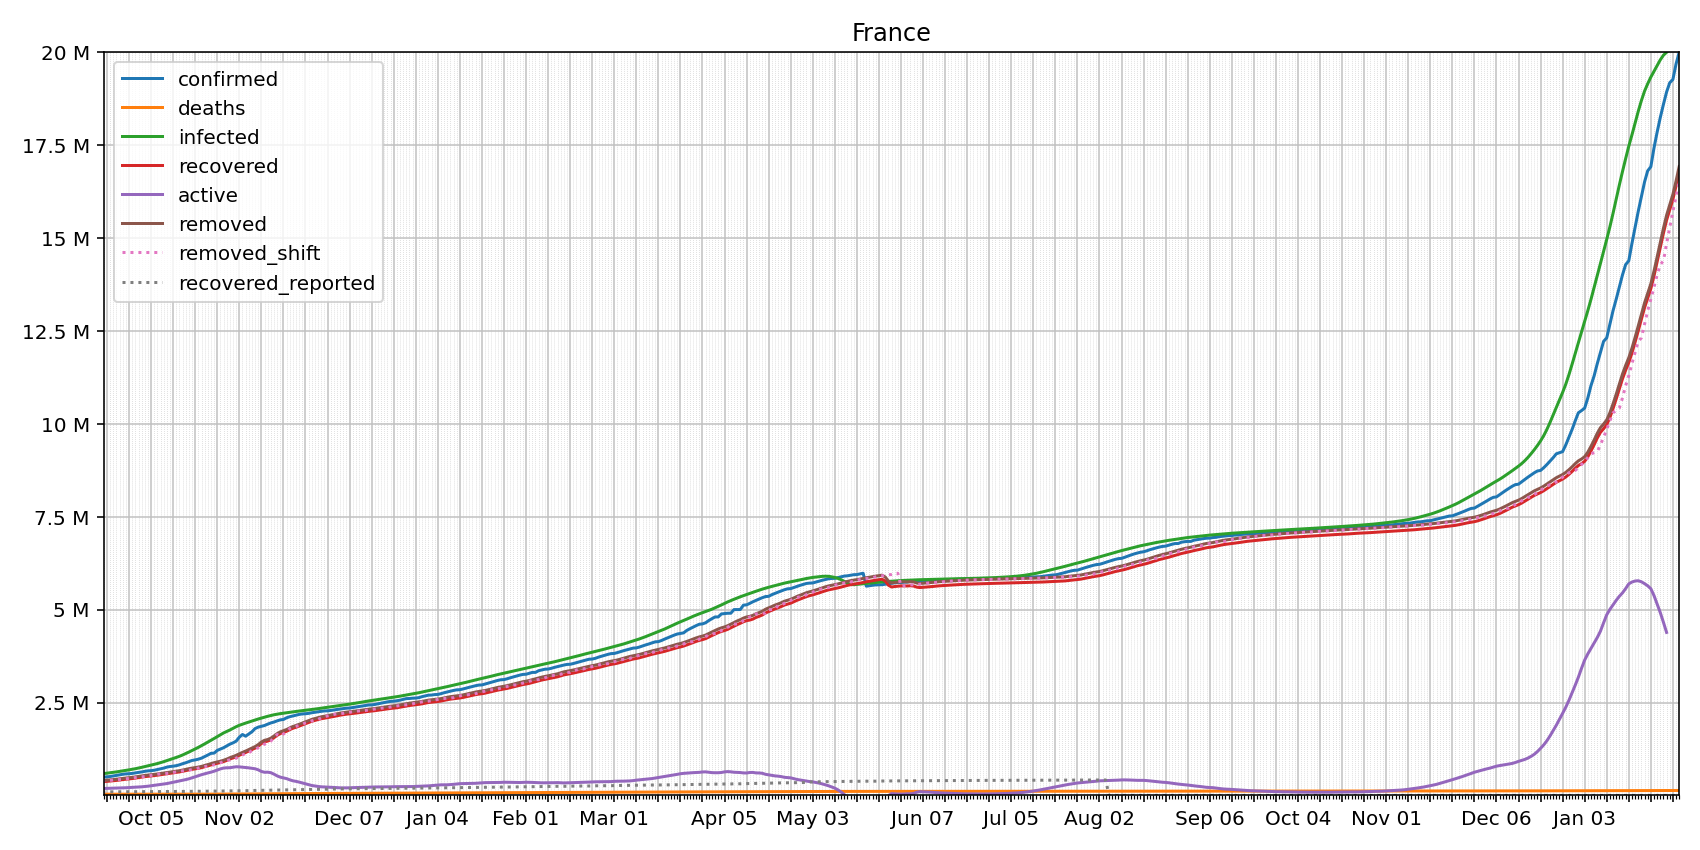 France
20 M
17.5 M
15 M
12.5 M
10 M
7.5 M
5 M
2.5 M
confirmed
deaths
infected
recovered
active
removed
removed_shift
recovered_reported
Oct 05 Nov 02 Dec 07 Jan 04 Feb 01 Mar 01 Apr 05 May 03 Jun 07 Jul 05 Aug 02 Sep 06 Oct 04 Nov 01 Dec 06 Jan 03